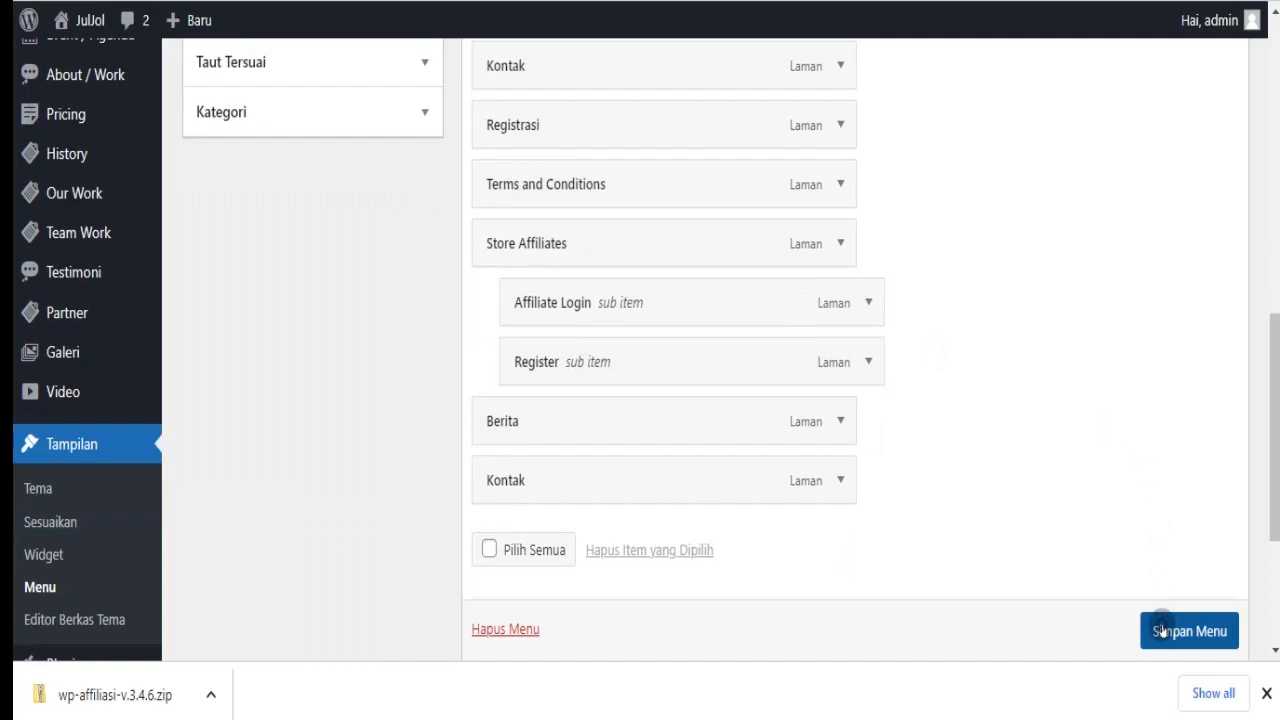 JulJol 2 Baru Hai, admin
About / Work
Pricing
History
Our Work
Team Work
Testimoni
Partner
Galeri
Video
Tampilan
Tema
Sesuaikan
Widget
Menu
Editor Berkas Tema
Taut Tersuai
Kategori
Kontak Laman
Registrasi Laman
Terms and Conditions Laman
Store Affiliates Laman
Affiliate Login sub item Laman
Register sub item Laman
Berita Laman
Kontak Laman
Pilih Semua Hapus Item yang Dipilih
Hapus Menu Simpan Menu
wp-affiliasi-v.3.4.6.zip Show all